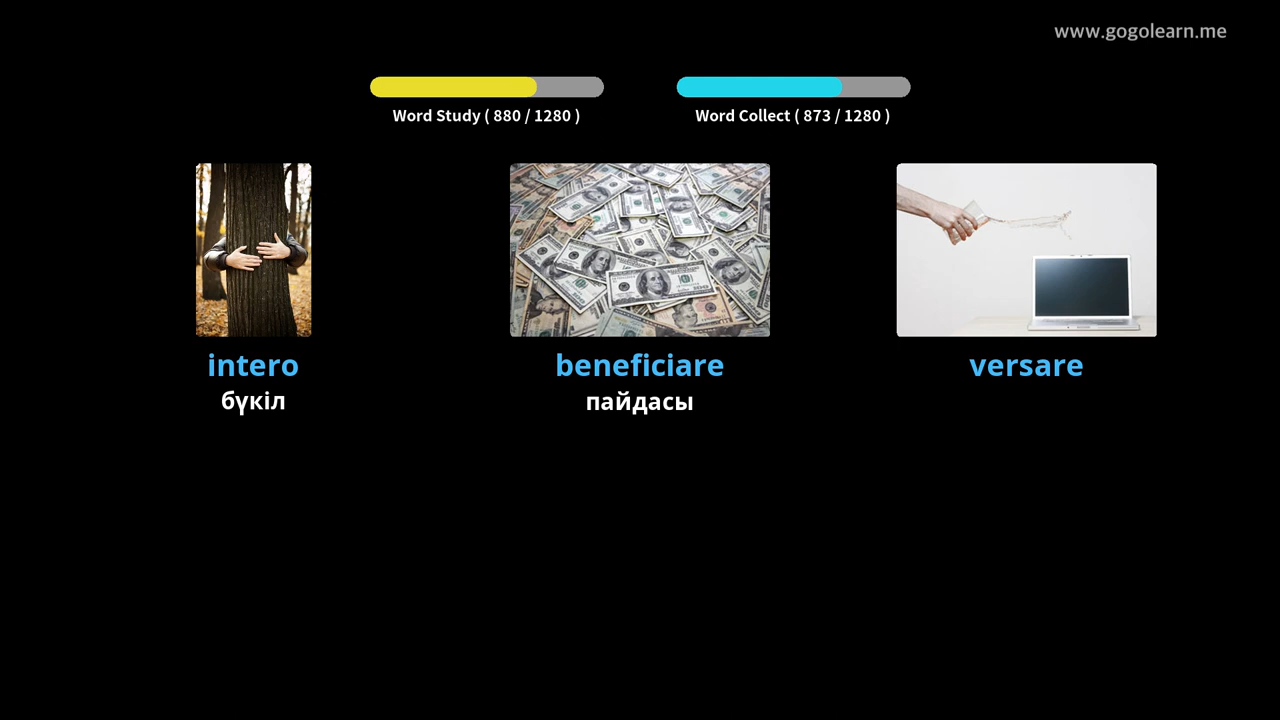 www.gogolearn.me
Word Study ( 880 / 1280 )
Word Collect ( 873 / 1280 )
intero
бүкіл
beneficiare
пайдасы
versare